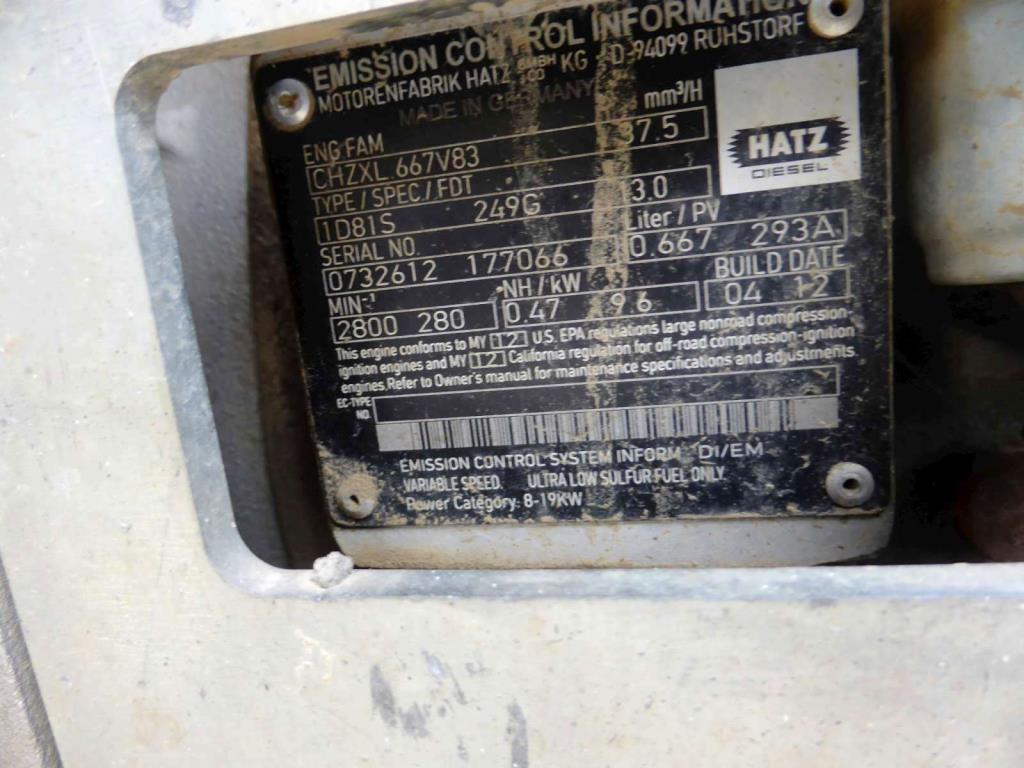 EMISSION CONTROL INFORMATION
MOTORENFABRIK HATZ GMBH CO KG D-94099 RUHSTORF
MADE IN GERMANY
mm³/H
HATZ
DIESEL
ENG FAM
CHZXL 667V83 37.5
TYPE / SPEC / FDT
1D81S 249G 3.0
SERIAL NO. Liter / PV
0732612 177066 0.667 293A
MIN-¹ NH / kW BUILD DATE
2800 280 0.47 9.6 04 12
This engine conforms to MY 12 U.S. EPA regulations large nonroad compression-
ignition engines and MY 12 California regulation for off-road compression-ignition
engines. Refer to Owner's manual for maintenance specifications and adjustments.
EC-TYPE
NO.
EMISSION CONTROL SYSTEM INFORM DI/EM
VARIABLE SPEED. ULTRA LOW SULFUR FUEL ONLY
Power Category: 8-19KW